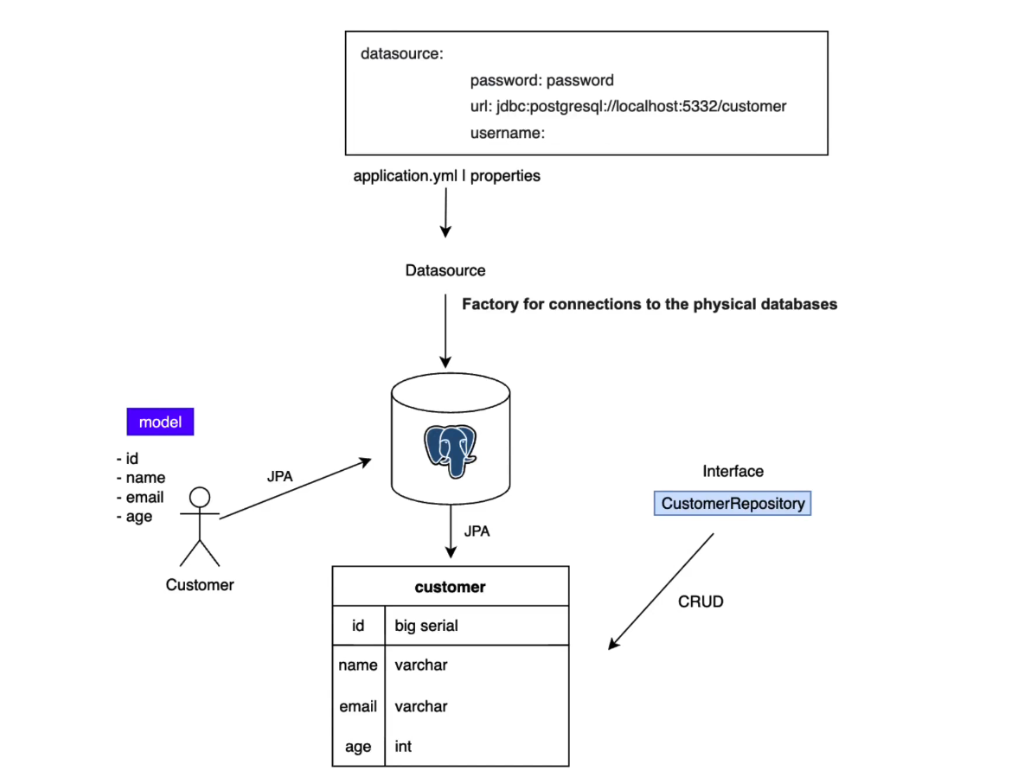 datasource:
password: password
url: jdbc:postgresql://localhost:5332/customer
username:
application.yml | properties
Datasource
Factory for connections to the physical databases
model
- id
- name
- email
- age
JPA
Customer
Interface
CustomerRepository
JPA
CRUD
customer
id big serial
name varchar
email varchar
age int